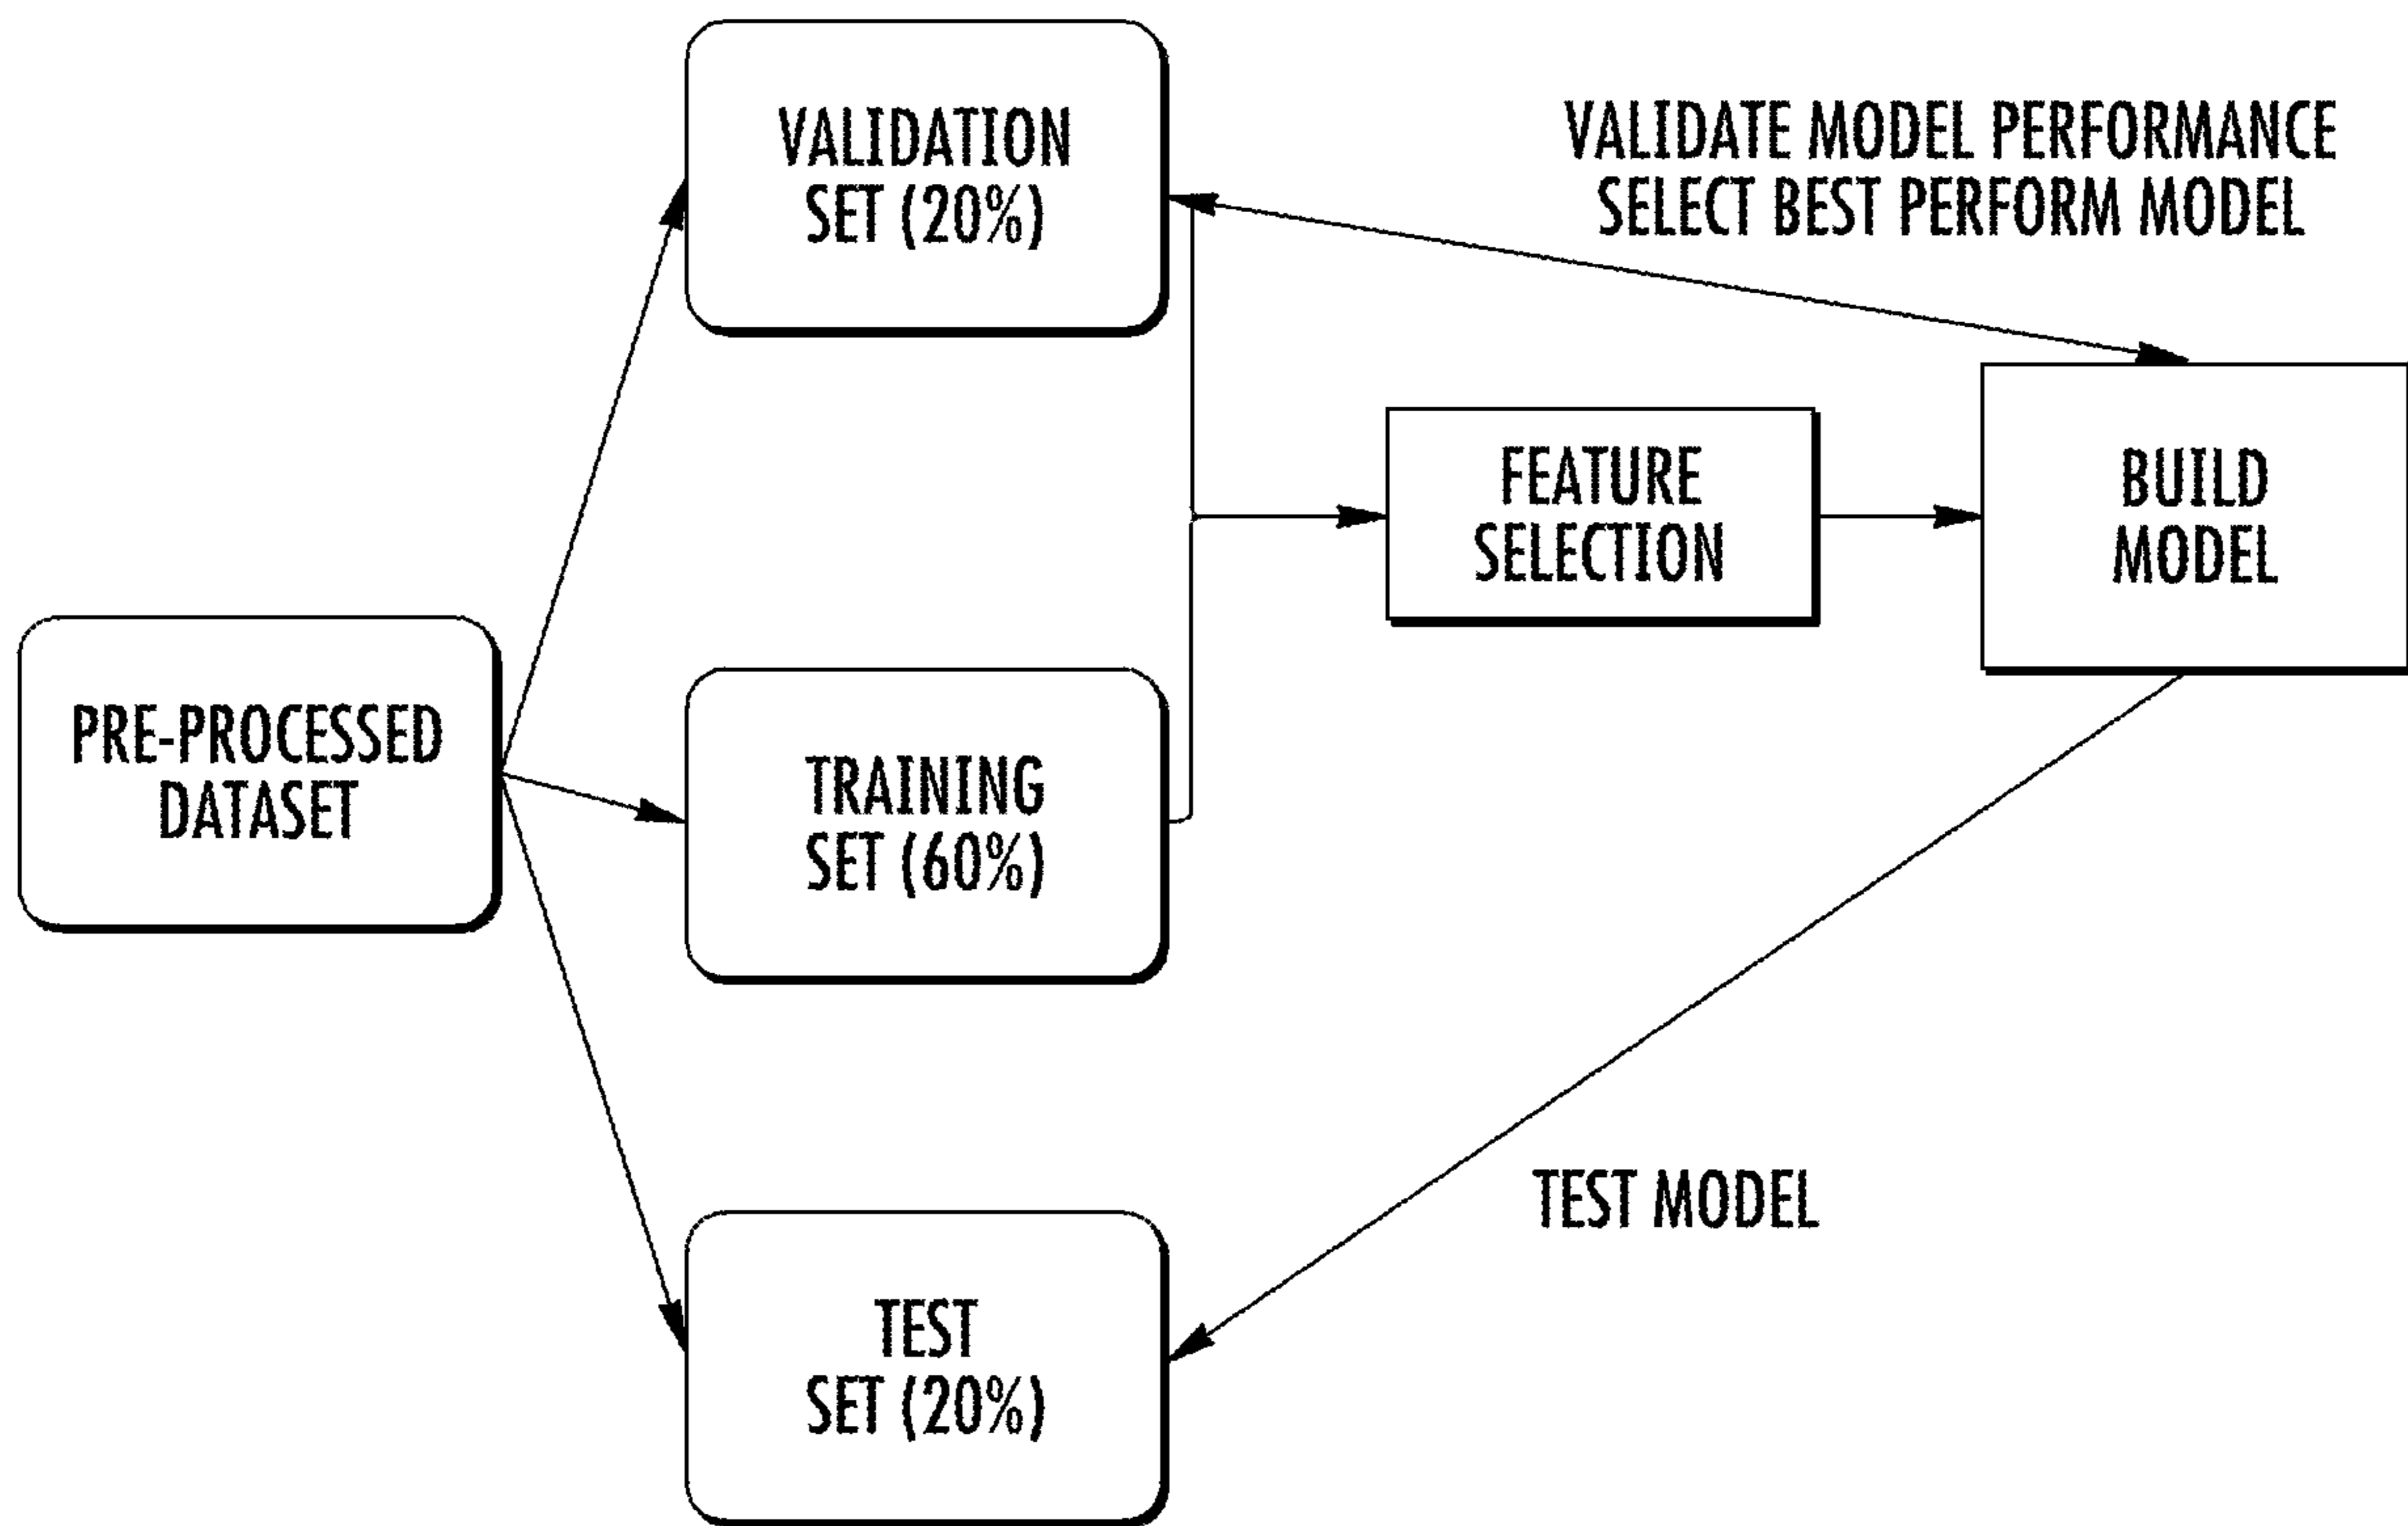 VALIDATION
SET (20%)
VALIDATE MODEL PERFORMANCE
SELECT BEST PERFORM MODEL
FEATURE
SELECTION
BUILD
MODEL
PRE-PROCESSED
DATASET
TRAINING
SET (60%)
TEST MODEL
TEST
SET (20%)